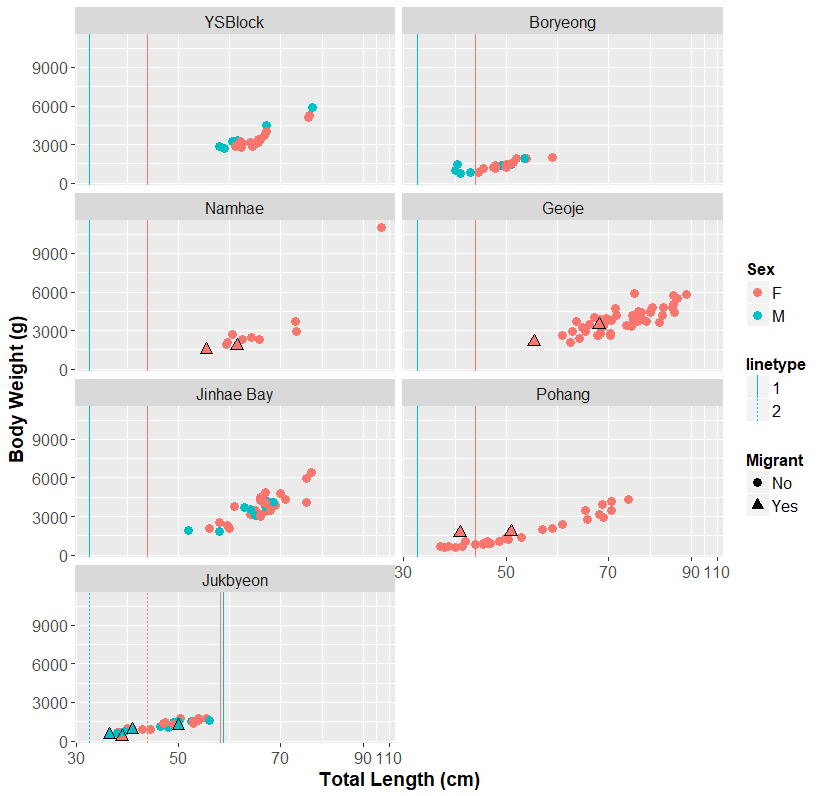 YSBlock
Boryeong
9000
6000
3000
0
Namhae
Geoje
9000
6000
3000
0
Jinhae Bay
Pohang
9000
6000
3000
0
30 50 70 90 110
Jukbyeon
9000
6000
3000
0
30 50 70 90 110
Total Length (cm)
Body Weight (g)
Sex
F
M
linetype
1
2
Migrant
No
Yes